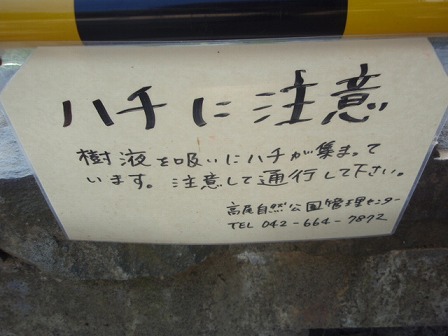 ハチに注意
樹液を吸いにハチが集まって
います。注意して通行して下さい。
高尾自然公園管理センター
TEL 042-664-7872